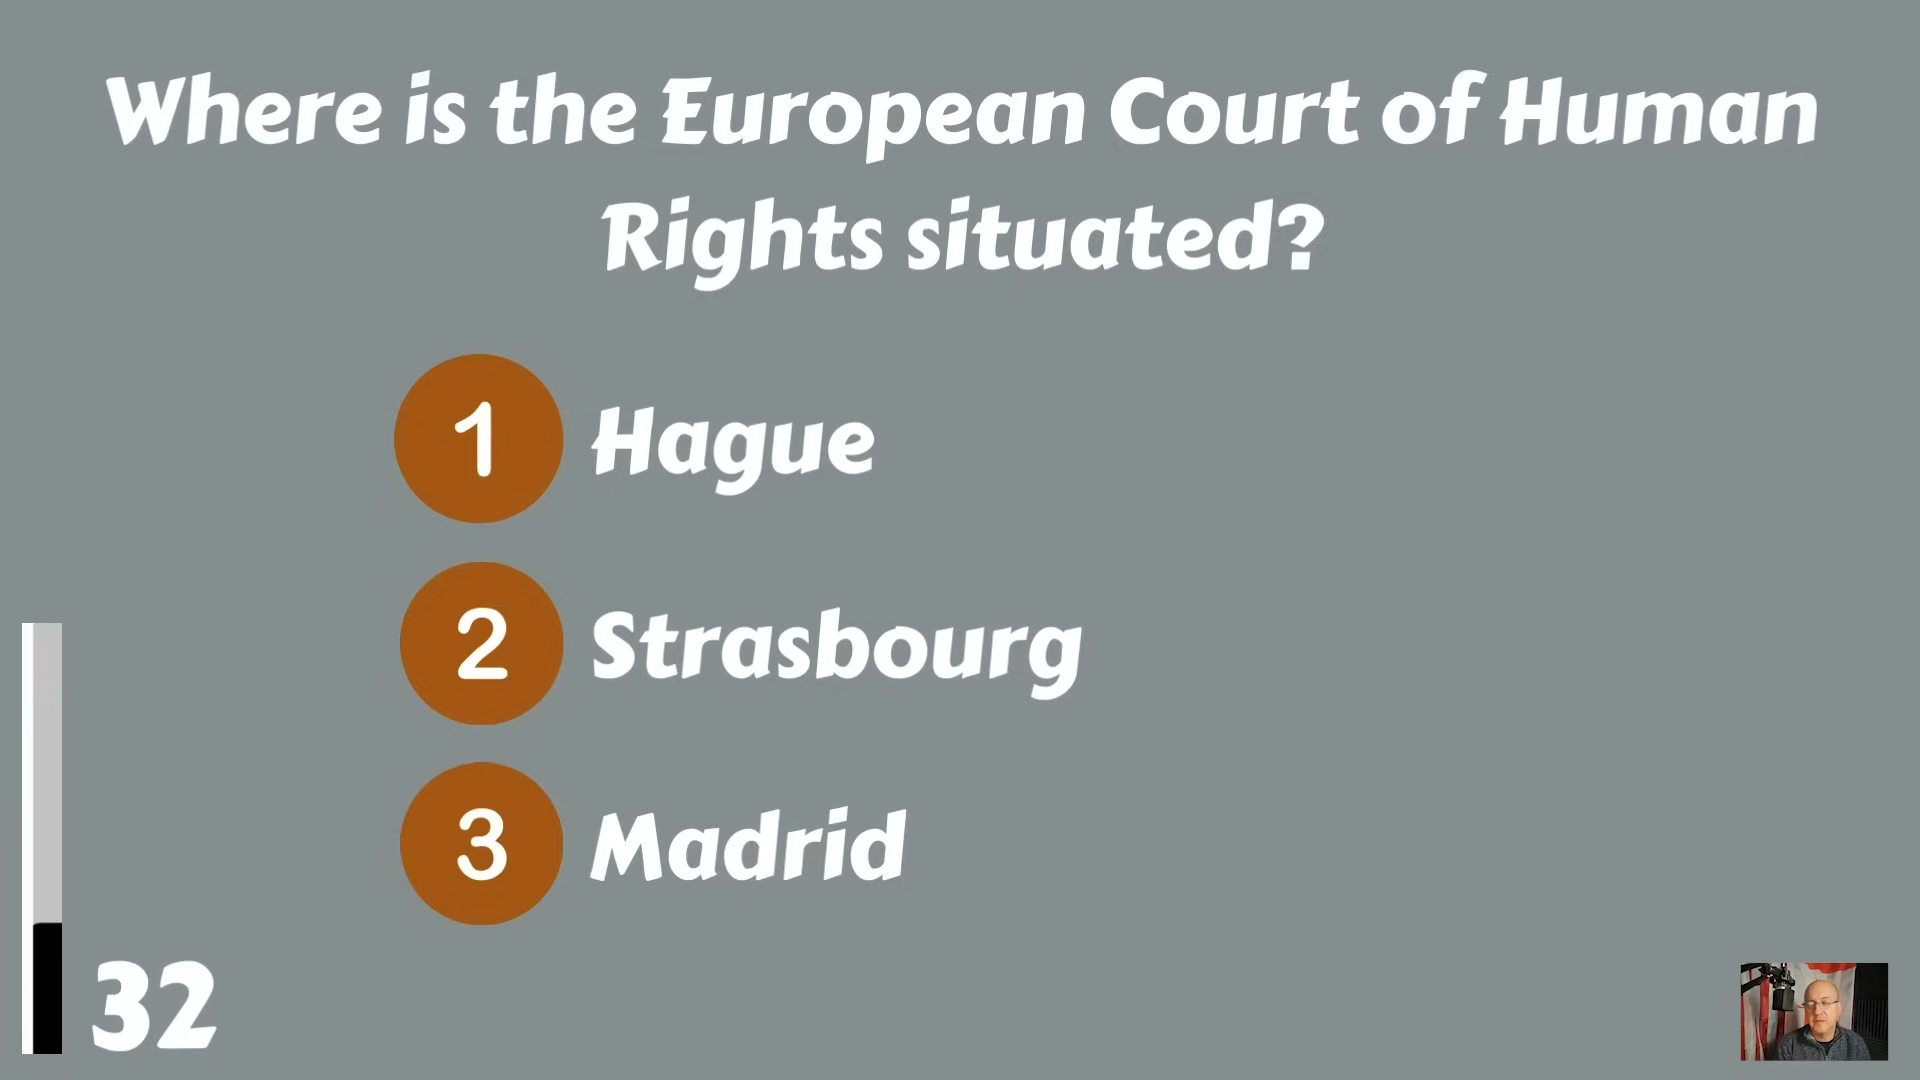 Where is the European Court of Human
Rights situated?
1 Hague
2 Strasbourg
3 Madrid
32